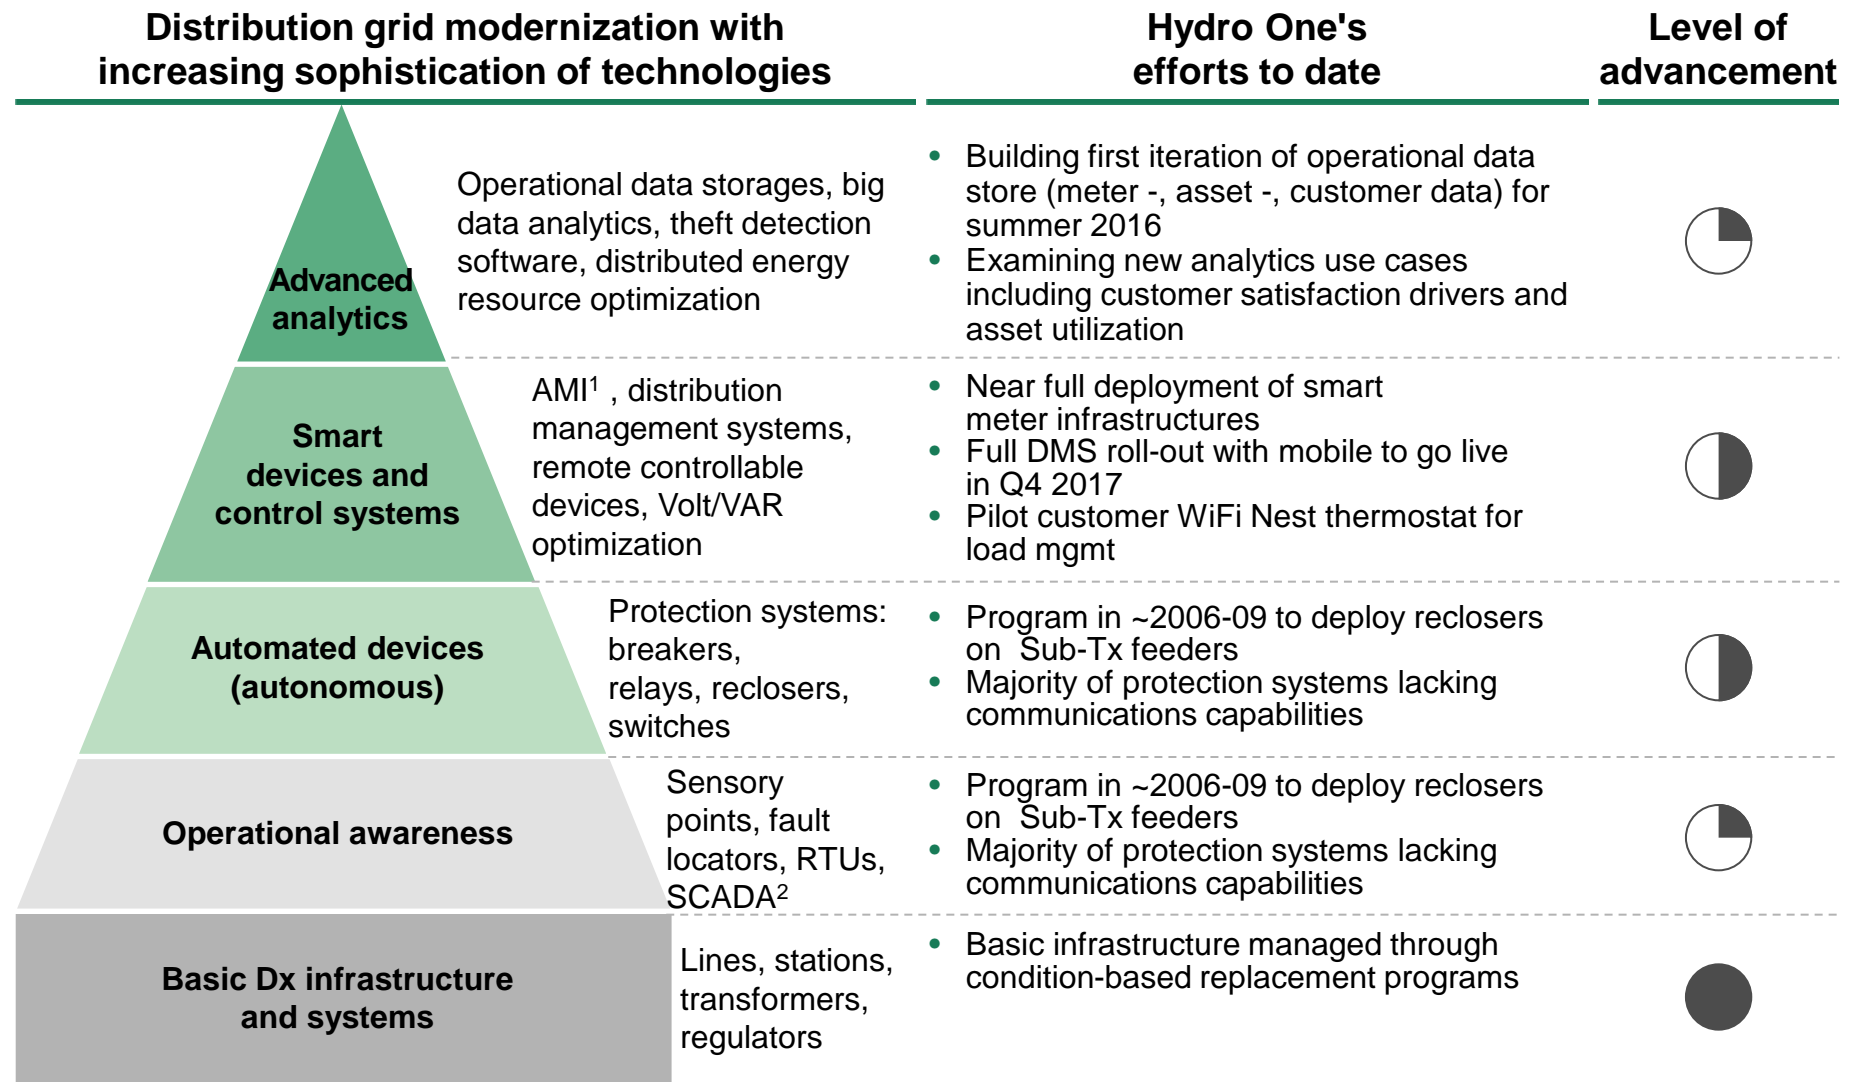 Distribution grid modernization with
increasing sophistication of technologies
Hydro One's
efforts to date
Level of
advancement
Advanced
analytics
Operational data storages, big
data analytics, theft detection
software, distributed energy
resource optimization
• Building first iteration of operational data
store (meter -, asset -, customer data) for
summer 2016
• Examining new analytics use cases
including customer satisfaction drivers and
asset utilization
Smart
devices and
control systems
AMI¹ , distribution
management systems,
remote controllable
devices, Volt/VAR
optimization
• Near full deployment of smart
meter infrastructures
• Full DMS roll-out with mobile to go live
in Q4 2017
• Pilot customer WiFi Nest thermostat for
load mgmt
Automated devices
(autonomous)
Protection systems:
breakers,
relays, reclosers,
switches
• Program in ~2006-09 to deploy reclosers
on Sub-Tx feeders
• Majority of protection systems lacking
communications capabilities
Operational awareness
Sensory
points, fault
locators, RTUs,
SCADA²
• Program in ~2006-09 to deploy reclosers
on Sub-Tx feeders
• Majority of protection systems lacking
communications capabilities
Basic Dx infrastructure
and systems
Lines, stations,
transformers,
regulators
• Basic infrastructure managed through
condition-based replacement programs